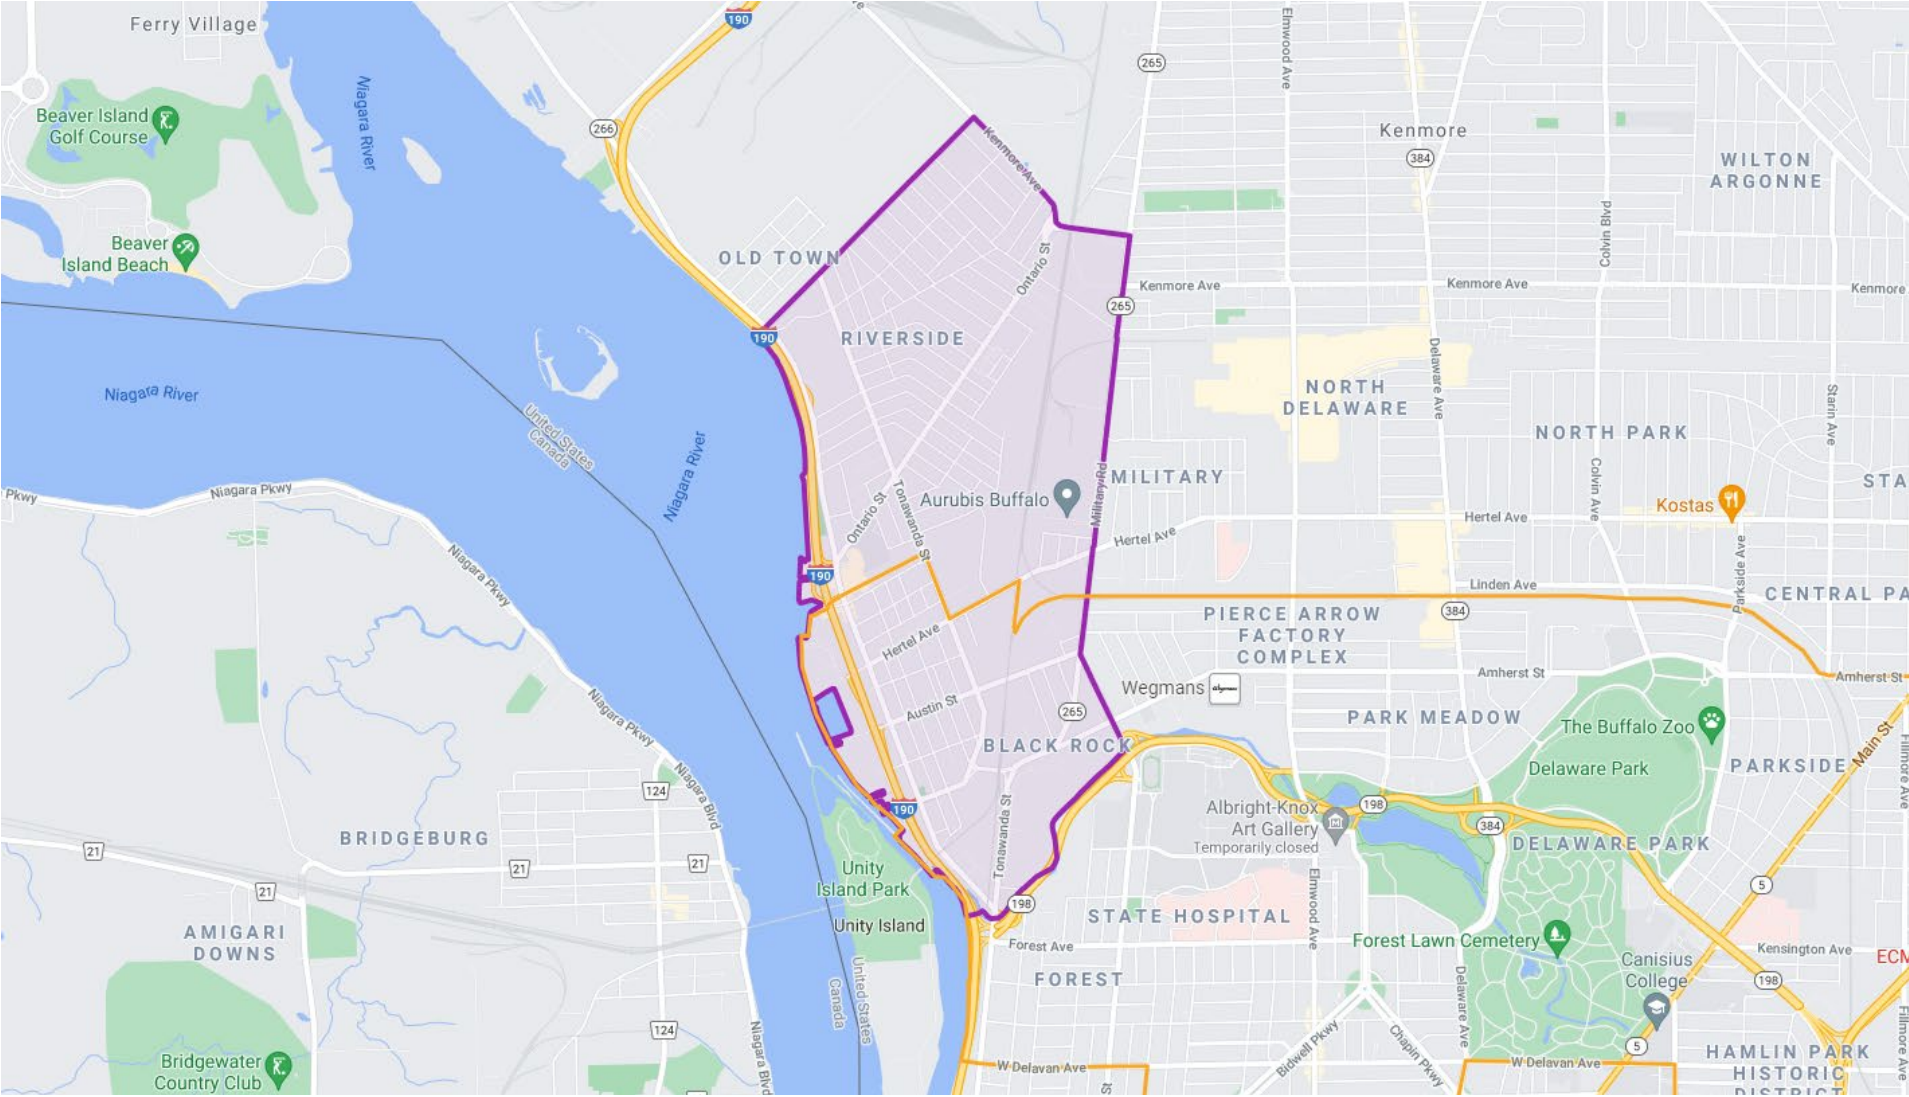 Ferry Village
190
265
Elmwood Ave
Beaver Island
Golf Course
Niagara River
266
Kenmore Ave
Kenmore
384
WILTON
ARGONNE
Colvin Blvd
Beaver
Island Beach
OLD TOWN
Ontario St
Kenmore Ave
Kenmore Ave
Kenmore
265
190
RIVERSIDE
Niagara River
United States
Canada
Niagara River
Delaware Ave
NORTH
DELAWARE
Starin Ave
NORTH PARK
Pkwy
Niagara Pkwy
Aurubis Buffalo
MILITARY
Military Rd
Colvin Ave
Kostas
STA
Ontario St
Tonawanda St
Hertel Ave
Hertel Ave
Niagara Pkwy
190
Linden Ave
Parkside Ave
CENTRAL PA
384
PIERCE ARROW
FACTORY
COMPLEX
Hertel Ave
Amherst St
Amherst St
Niagara Pkwy
Wegmans
Wegmans
Austin St
265
PARK MEADOW
The Buffalo Zoo
BLACK ROCK
Main St
Fillmore Ave
Delaware Park
PARKSIDE
124
Niagara Blvd
190
Albright-Knox
Art Gallery
Temporarily closed
198
384
DELAWARE PARK
BRIDGEBURG
21
21
21
21
Tonawanda St
Unity
Island Park
Unity Island
198
5
STATE HOSPITAL
Elmwood Ave
AMIGARI
DOWNS
Forest Ave
Forest Lawn Cemetery
Kensington Ave
ECM
Canisius
College
198
FOREST
United States
Canada
Delaware Ave
124
Niagara Blvd
Bidwell Pkwy
Chapin Pkwy
5
Fillmore Ave
Bridgewater
Country Club
W Delavan Ave
W Delavan Ave
St
HAMLIN PARK
HISTORIC
DISTRICT